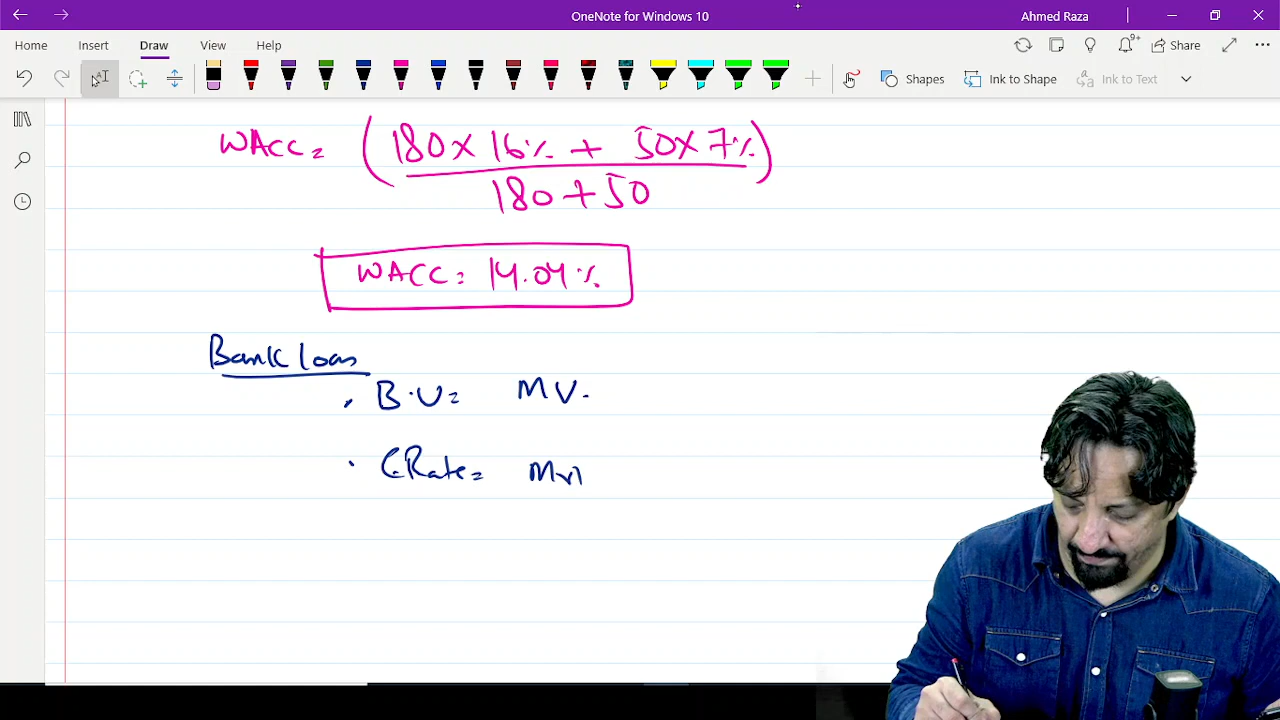 OneNote for Windows 10
Ahmed Raza
Home Insert Draw View Help
Share
Shapes Ink to Shape Ink to Text
WACC = (180 x 16% + 50 x 7%)
180 + 50
WACC = 14.04%
Bank loan
• B.V = MV.
• C.Rate =